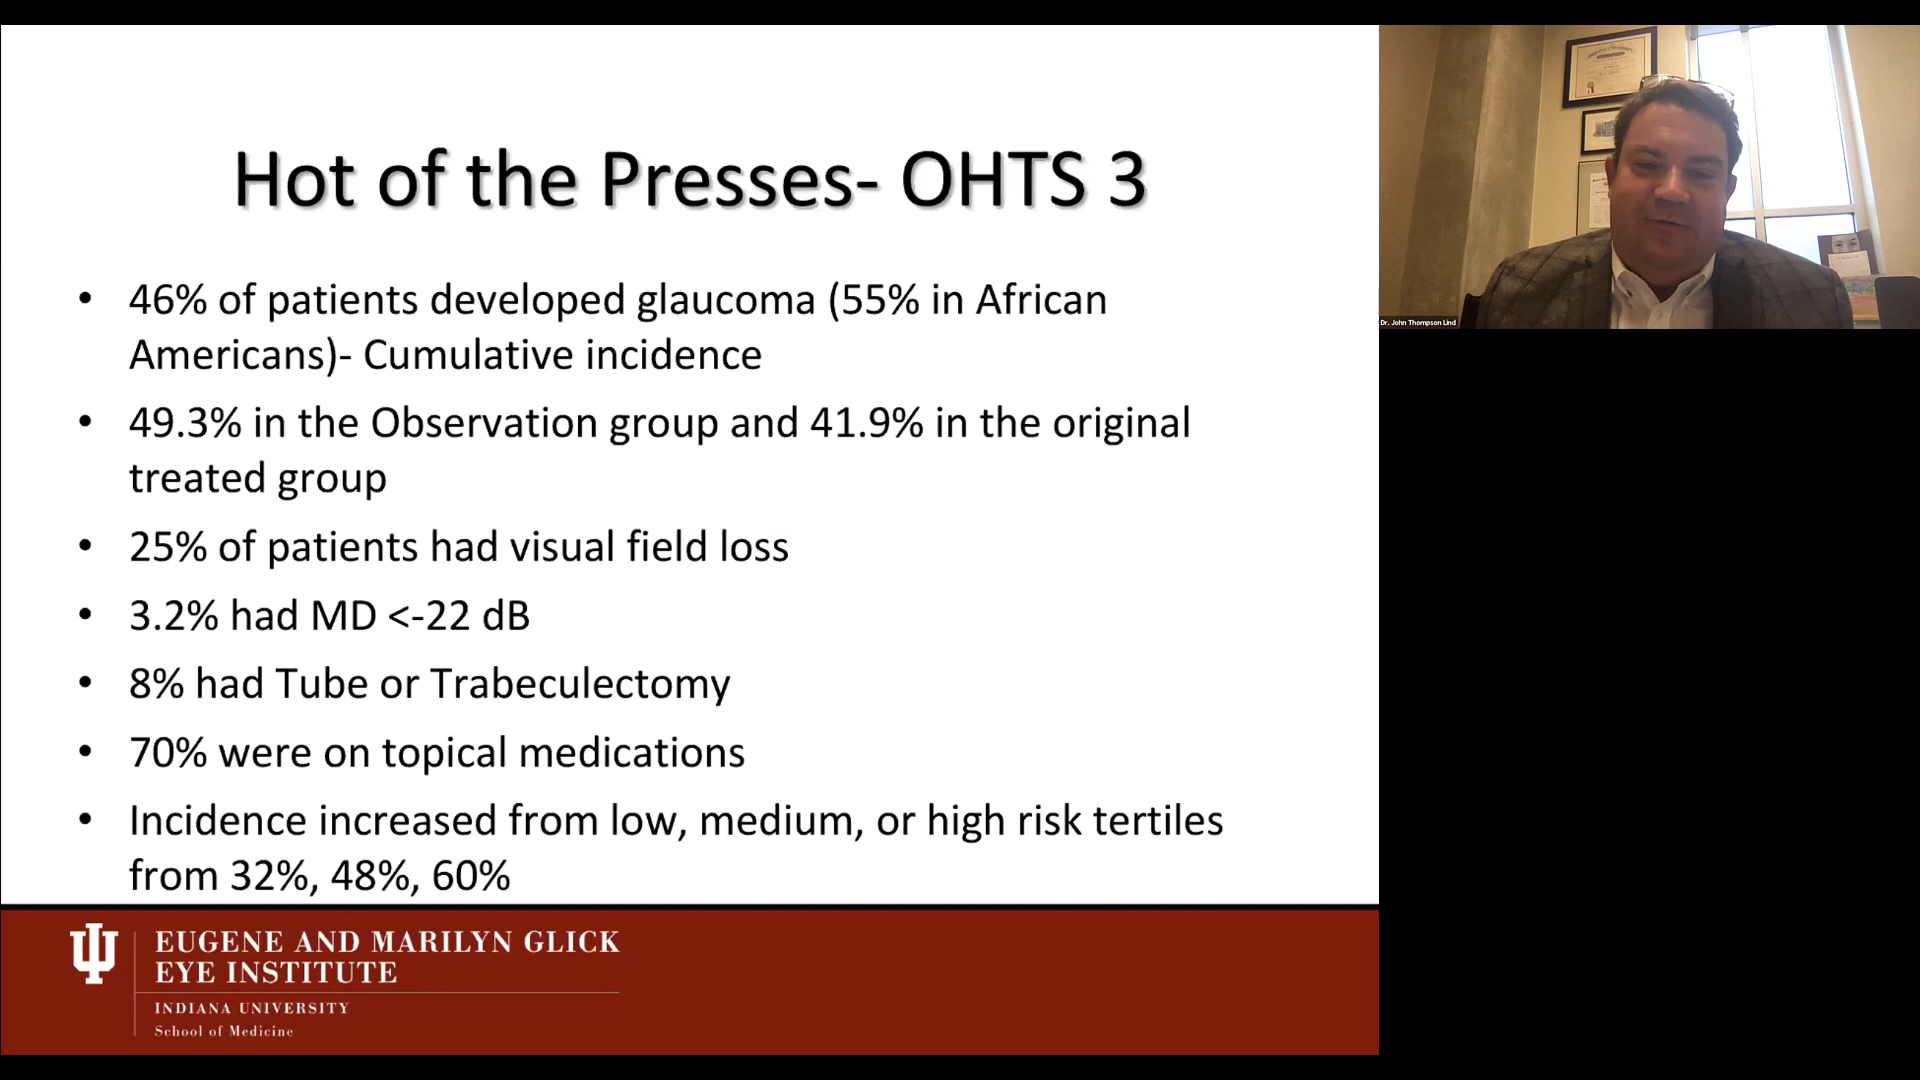 Hot of the Presses- OHTS 3
• 46% of patients developed glaucoma (55% in African
Americans)- Cumulative incidence
• 49.3% in the Observation group and 41.9% in the original
treated group
• 25% of patients had visual field loss
• 3.2% had MD <-22 dB
• 8% had Tube or Trabeculectomy
• 70% were on topical medications
• Incidence increased from low, medium, or high risk tertiles
from 32%, 48%, 60%
EUGENE AND MARILYN GLICK
EYE INSTITUTE
INDIANA UNIVERSITY
School of Medicine
INDIANA UNIVERSITY
Dr. John Thompson Lind